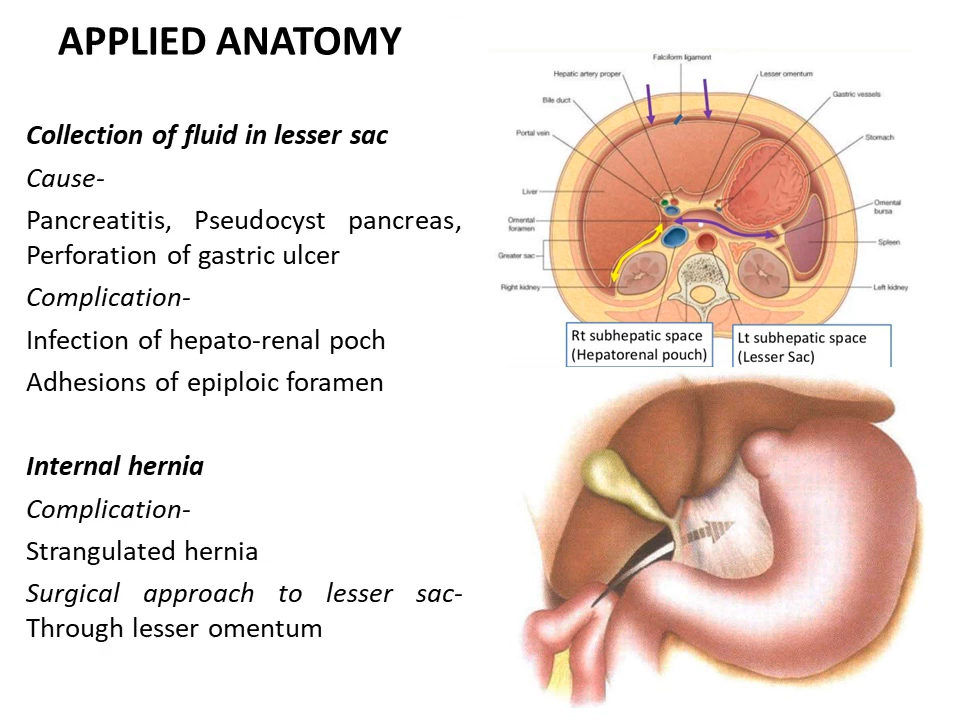 APPLIED ANATOMY
Collection of fluid in lesser sac
Cause-
Pancreatitis, Pseudocyst pancreas,
Perforation of gastric ulcer
Complication-
Infection of hepato-renal poch
Adhesions of epiploic foramen
Internal hernia
Complication-
Strangulated hernia
Surgical approach to lesser sac-
Through lesser omentum
Falciform ligament
Hepatic artery proper
Lesser omentum
Bile duct
Gastric vessels
Portal vein
Stomach
Liver
Omental
bursa
Omental
foramen
Spleen
Greater sac
Right kidney
Left kidney
Rt subhepatic space
(Hepatorenal pouch)
Lt subhepatic space
(Lesser Sac)